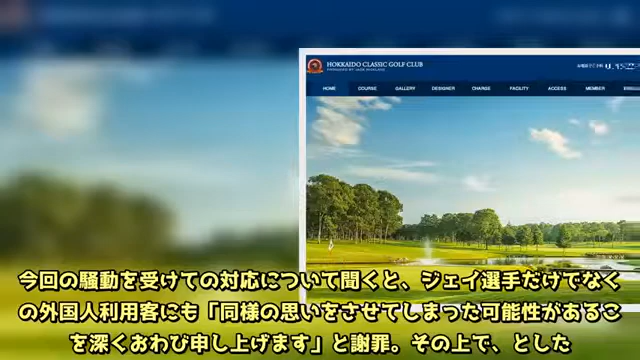 HOKKAIDO CLASSIC GOLF CLUB
HOME COURSE GALLERY DESIGNER CHARGE FACILITY ACCESS MEMBER
今回の騒動を受けての対応について聞くと、ジェイ選手だけでなく
の外国人利用客にも「同様の思いをさせてしまった可能性があるこ
を深くおわび申し上げます」と謝罪。その上で、とした